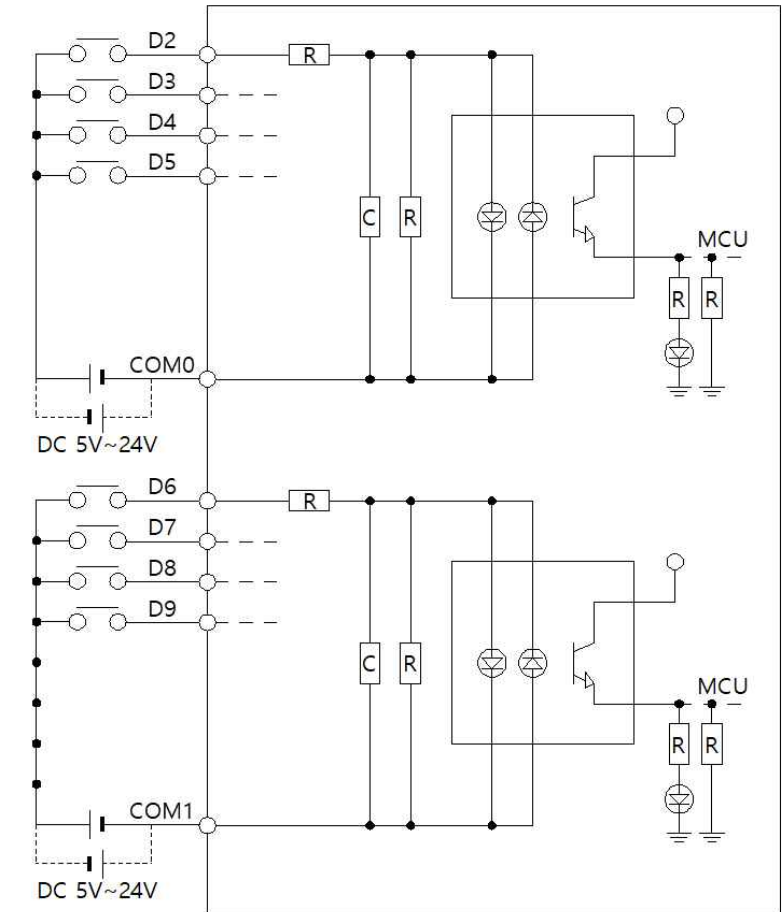 D2
R
D3
D4
D5
C R
MCU
R R
COM0
DC 5V~24V
D6
R
D7
D8
D9
C R
MCU
R R
COM1
DC 5V~24V